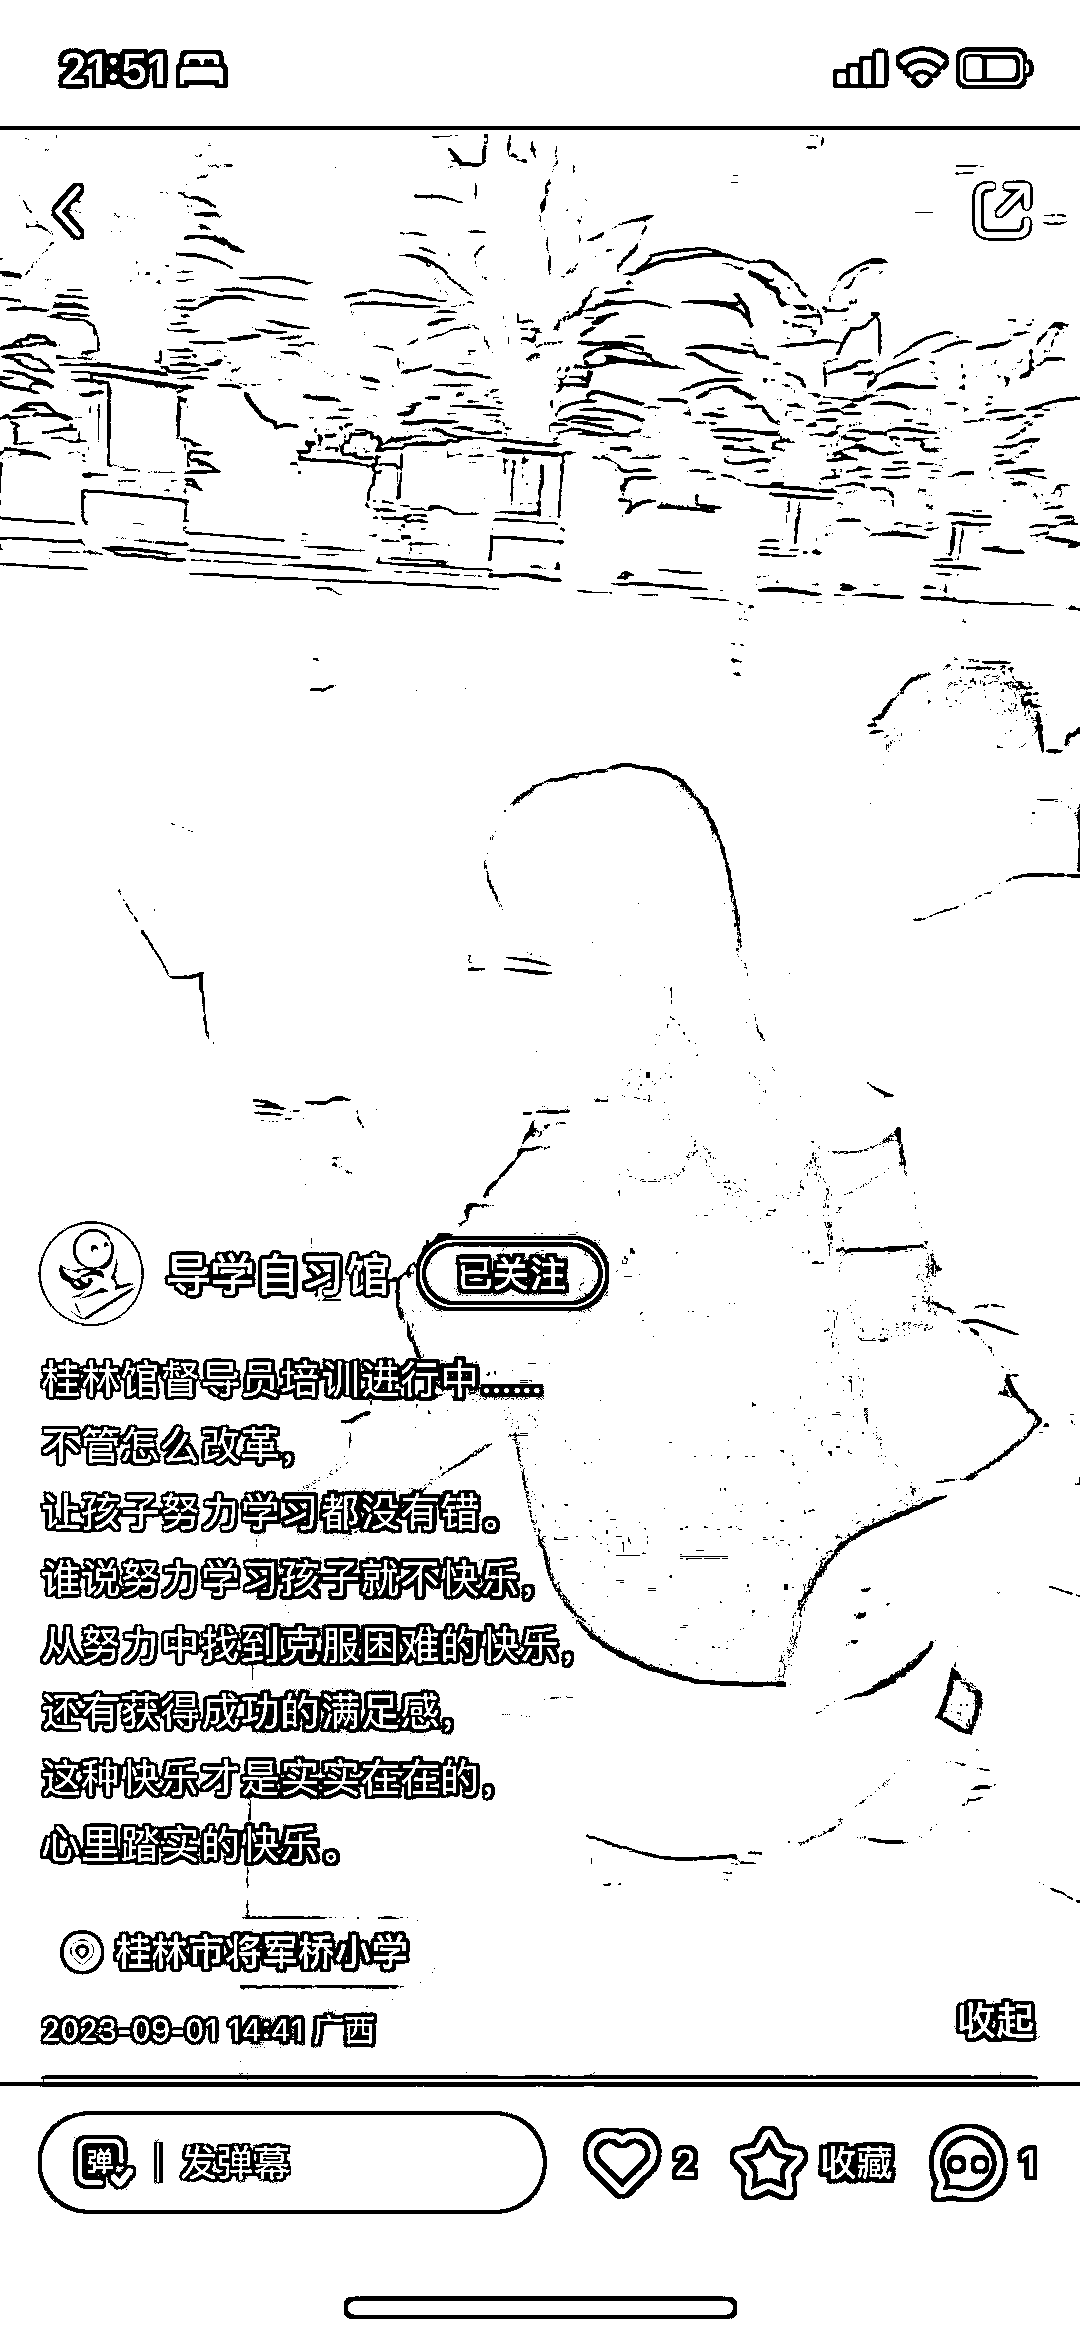 21:51
导学自习馆 已关注
桂林馆督导员培训进行中......
不管怎么改革,
让孩子努力学习都没有错。
谁说努力学习孩子就不快乐,
从努力中找到克服困难的快乐,
还有获得成功的满足感,
这种快乐才是实实在在的,
心里踏实的快乐。
桂林市将军桥小学
2023-09-01 14:41 广西
收起
弹 发弹幕 2 收藏 1